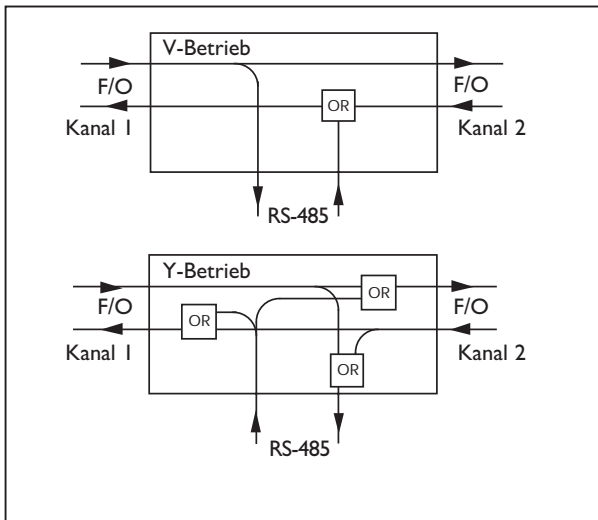 V-Betrieb
F/O
F/O
OR
Kanal 1
Kanal 2
RS-485
Y-Betrieb
OR
F/O
F/O
OR
Kanal 1
Kanal 2
OR
RS-485